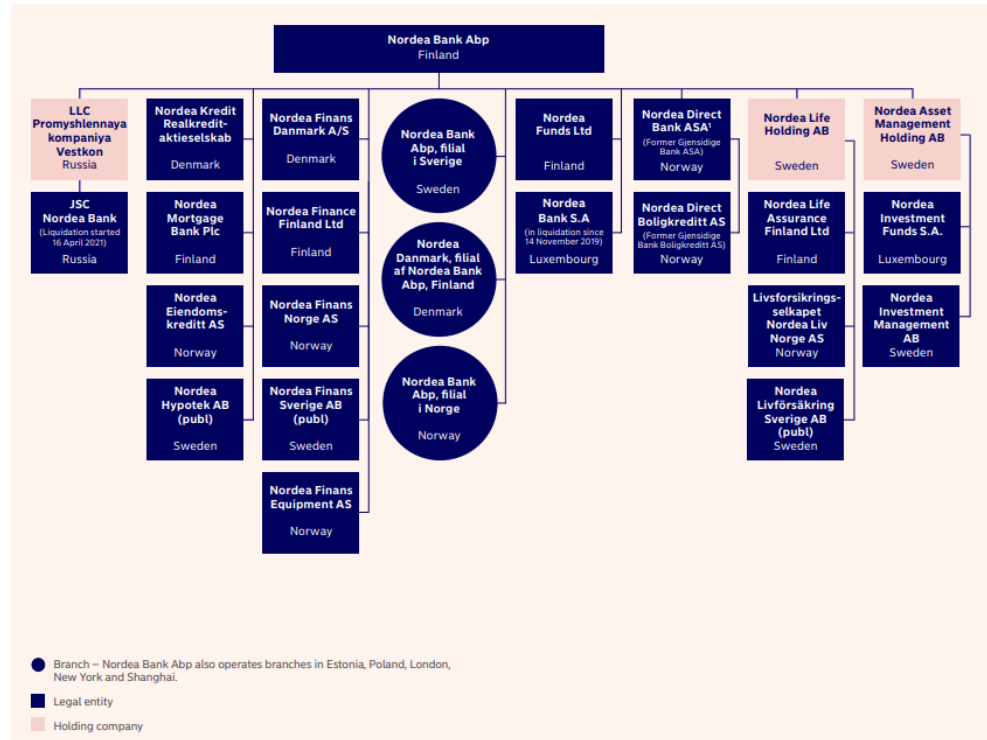 Nordea Bank Abp
Finland
LLC
Promyshlennaya
kompaniya
Vestkon
Russia
JSC
Nordea Bank
(Liquidation started
16 April 2021)
Russia
Nordea Kredit
Realkredit-
aktieselskab
Denmark
Nordea
Mortgage
Bank Plc
Finland
Nordea
Eiendoms-
kreditt AS
Norway
Nordea
Hypotek AB
(publ)
Sweden
Nordea Finans
Danmark A/S
Denmark
Nordea Finance
Finland Ltd
Finland
Nordea Finans
Norge AS
Norway
Nordea Finans
Sverige AB
(publ)
Sweden
Nordea Finans
Equipment AS
Norway
Nordea Bank
Abp, filial
i Sverige
Sweden
Nordea
Danmark, filial
af Nordea Bank
Abp, Finland
Denmark
Nordea Bank
Abp, filial
i Norge
Norway
Nordea
Funds Ltd
Finland
Nordea
Bank S.A
(in liquidation since
14 November 2019)
Luxembourg
Nordea Direct
Bank ASA¹
(Former Gjensidige
Bank ASA)
Norway
Nordea Direct
Boligkreditt AS
(Former Gjensidige
Bank Boligkreditt AS)
Norway
Nordea Life
Holding AB
Sweden
Nordea Life
Assurance
Finland Ltd
Finland
Livsforsikrings-
selkapet
Nordea Liv
Norge AS
Norway
Nordea
Livförsäkring
Sverige AB
(publ)
Sweden
Nordea Asset
Management
Holding AB
Sweden
Nordea
Investment
Funds S.A.
Luxembourg
Nordea
Investment
Management
AB
Sweden
Branch – Nordea Bank Abp also operates branches in Estonia, Poland, London,
New York and Shanghai.
Legal entity
Holding company